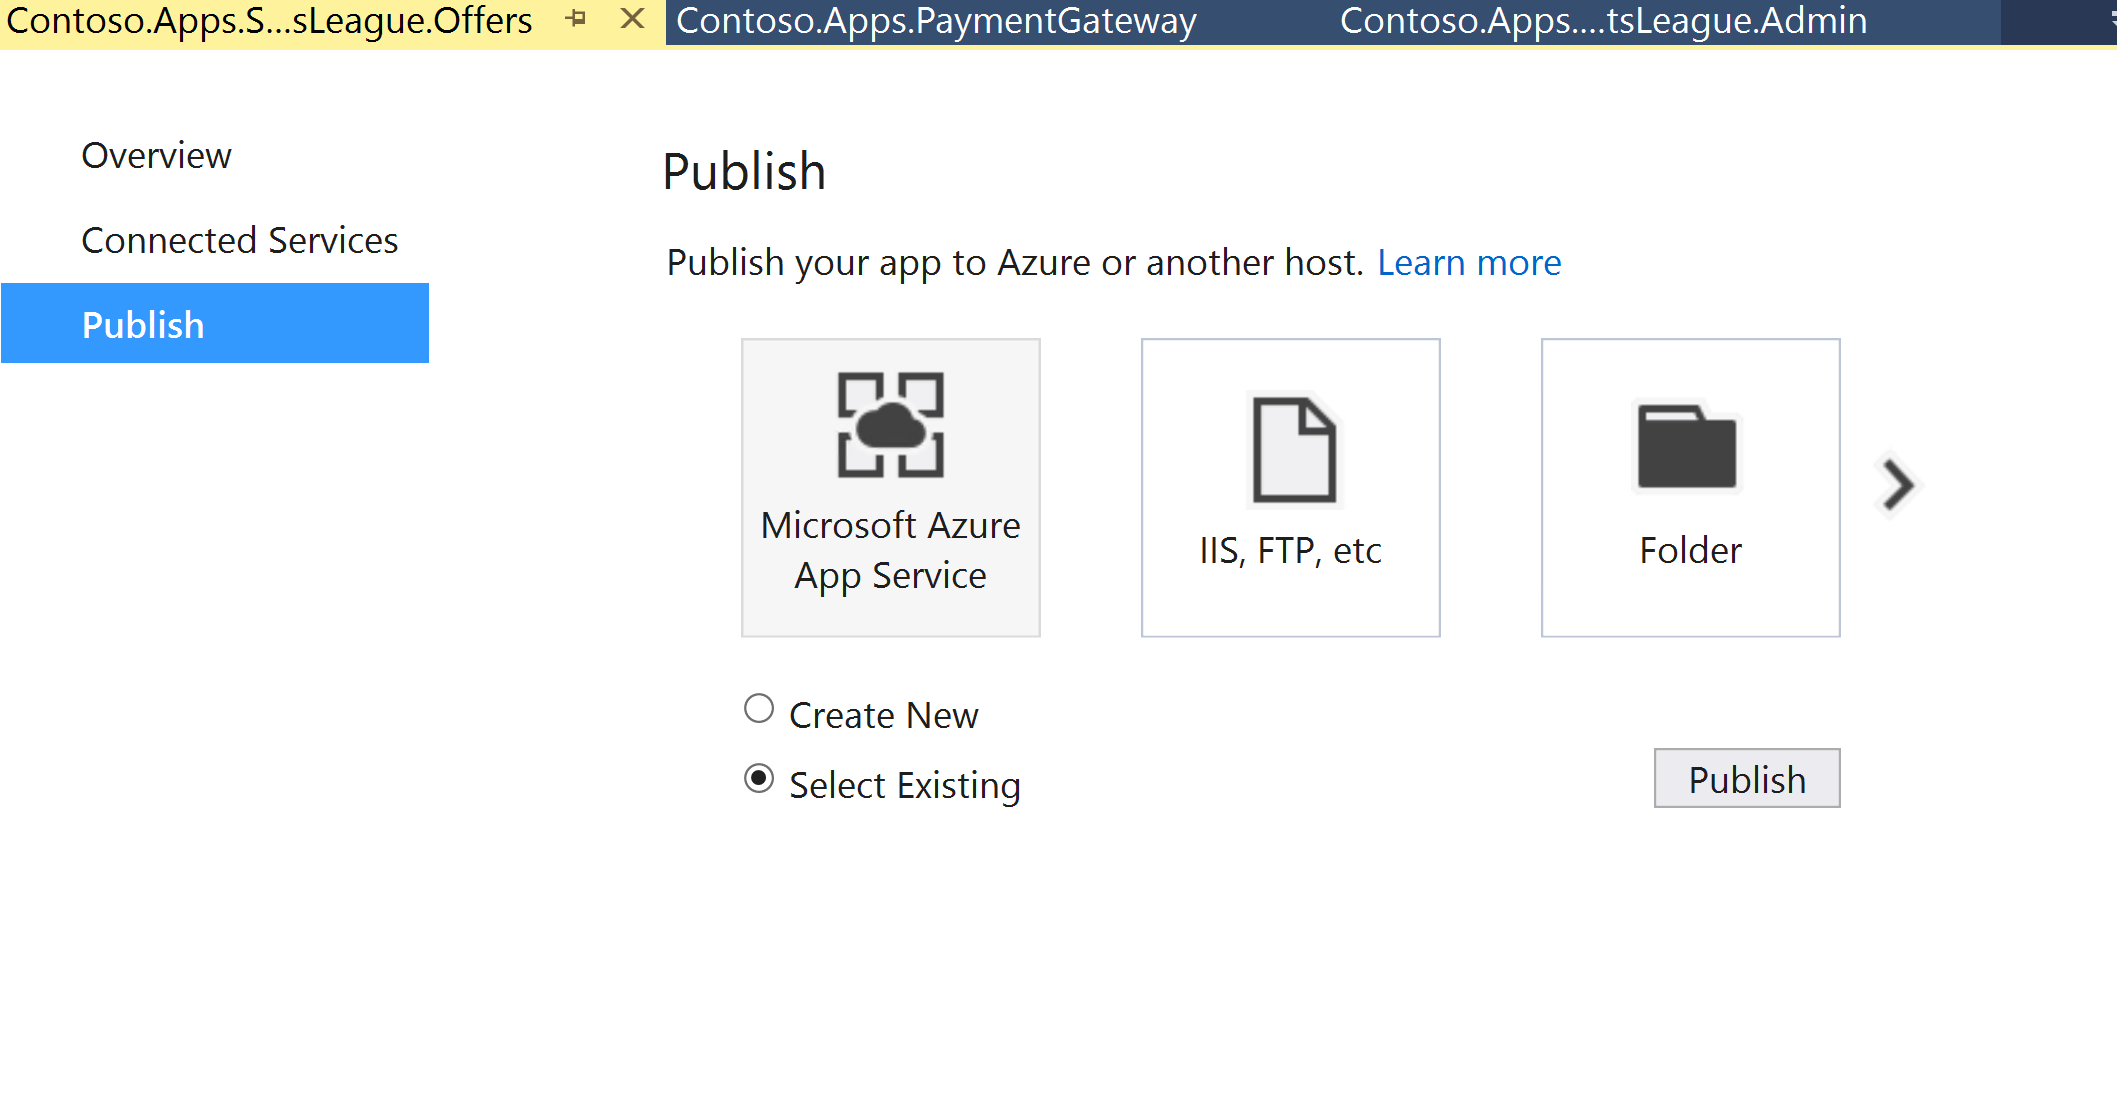 Contoso.Apps.S...sLeague.Offers
Contoso.Apps.PaymentGateway
Contoso.Apps....tsLeague.Admin
Overview
Connected Services
Publish
Publish
Publish your app to Azure or another host. Learn more
Microsoft Azure
App Service
IIS, FTP, etc
Folder
Create New
Select Existing
Publish